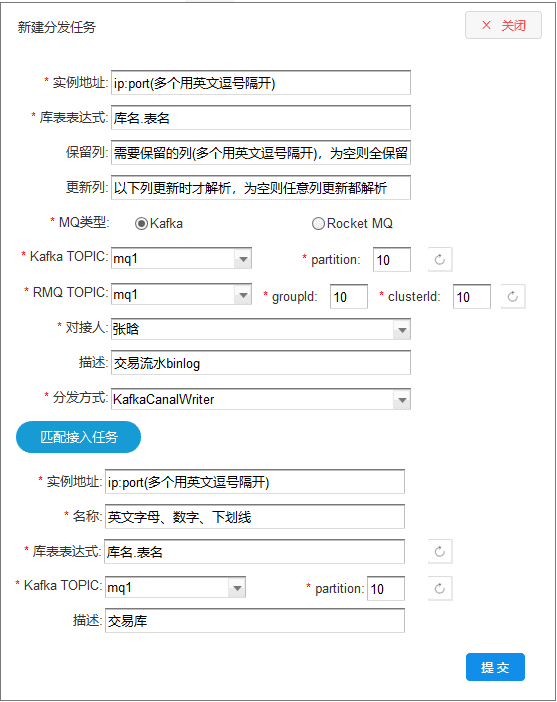 新建分发任务
× 关闭
* 实例地址: ip:port(多个用英文逗号隔开)
* 库表表达式: 库名.表名
保留列: 需要保留的列(多个用英文逗号隔开)，为空则全保留
更新列: 以下列更新时才解析，为空则任意列更新都解析
* MQ类型: Kafka Rocket MQ
* Kafka TOPIC: mq1 * partition: 10
* RMQ TOPIC: mq1 * groupId: 10 * clusterId: 10
* 对接人: 张晗
描述: 交易流水binlog
* 分发方式: KafkaCanalWriter
匹配接入任务
* 实例地址: ip:port(多个用英文逗号隔开)
* 名称: 英文字母、数字、下划线
* 库表表达式: 库名.表名
* Kafka TOPIC: mq1 * partition: 10
描述: 交易库
提 交